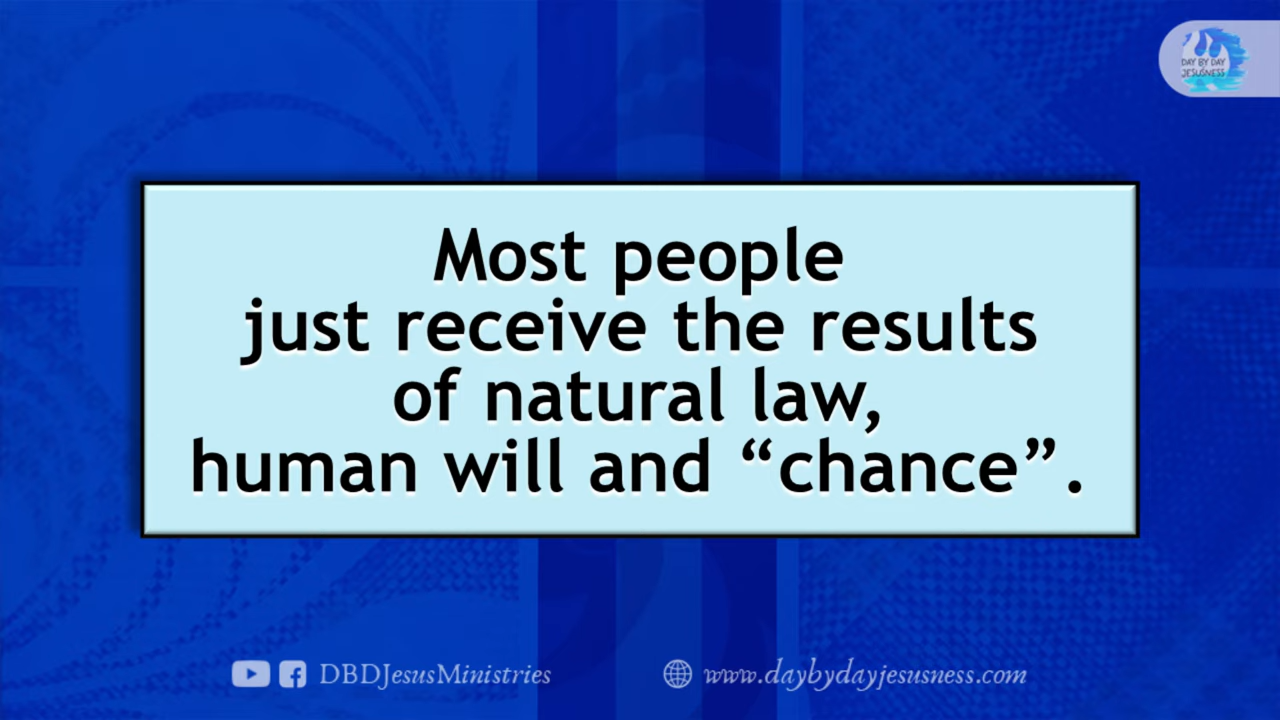 DAY BY DAY
JESUSNESS
Most people
just receive the results
of natural law,
human will and “chance”.
DBDJesusMinistries
www.daybydayjesusness.com